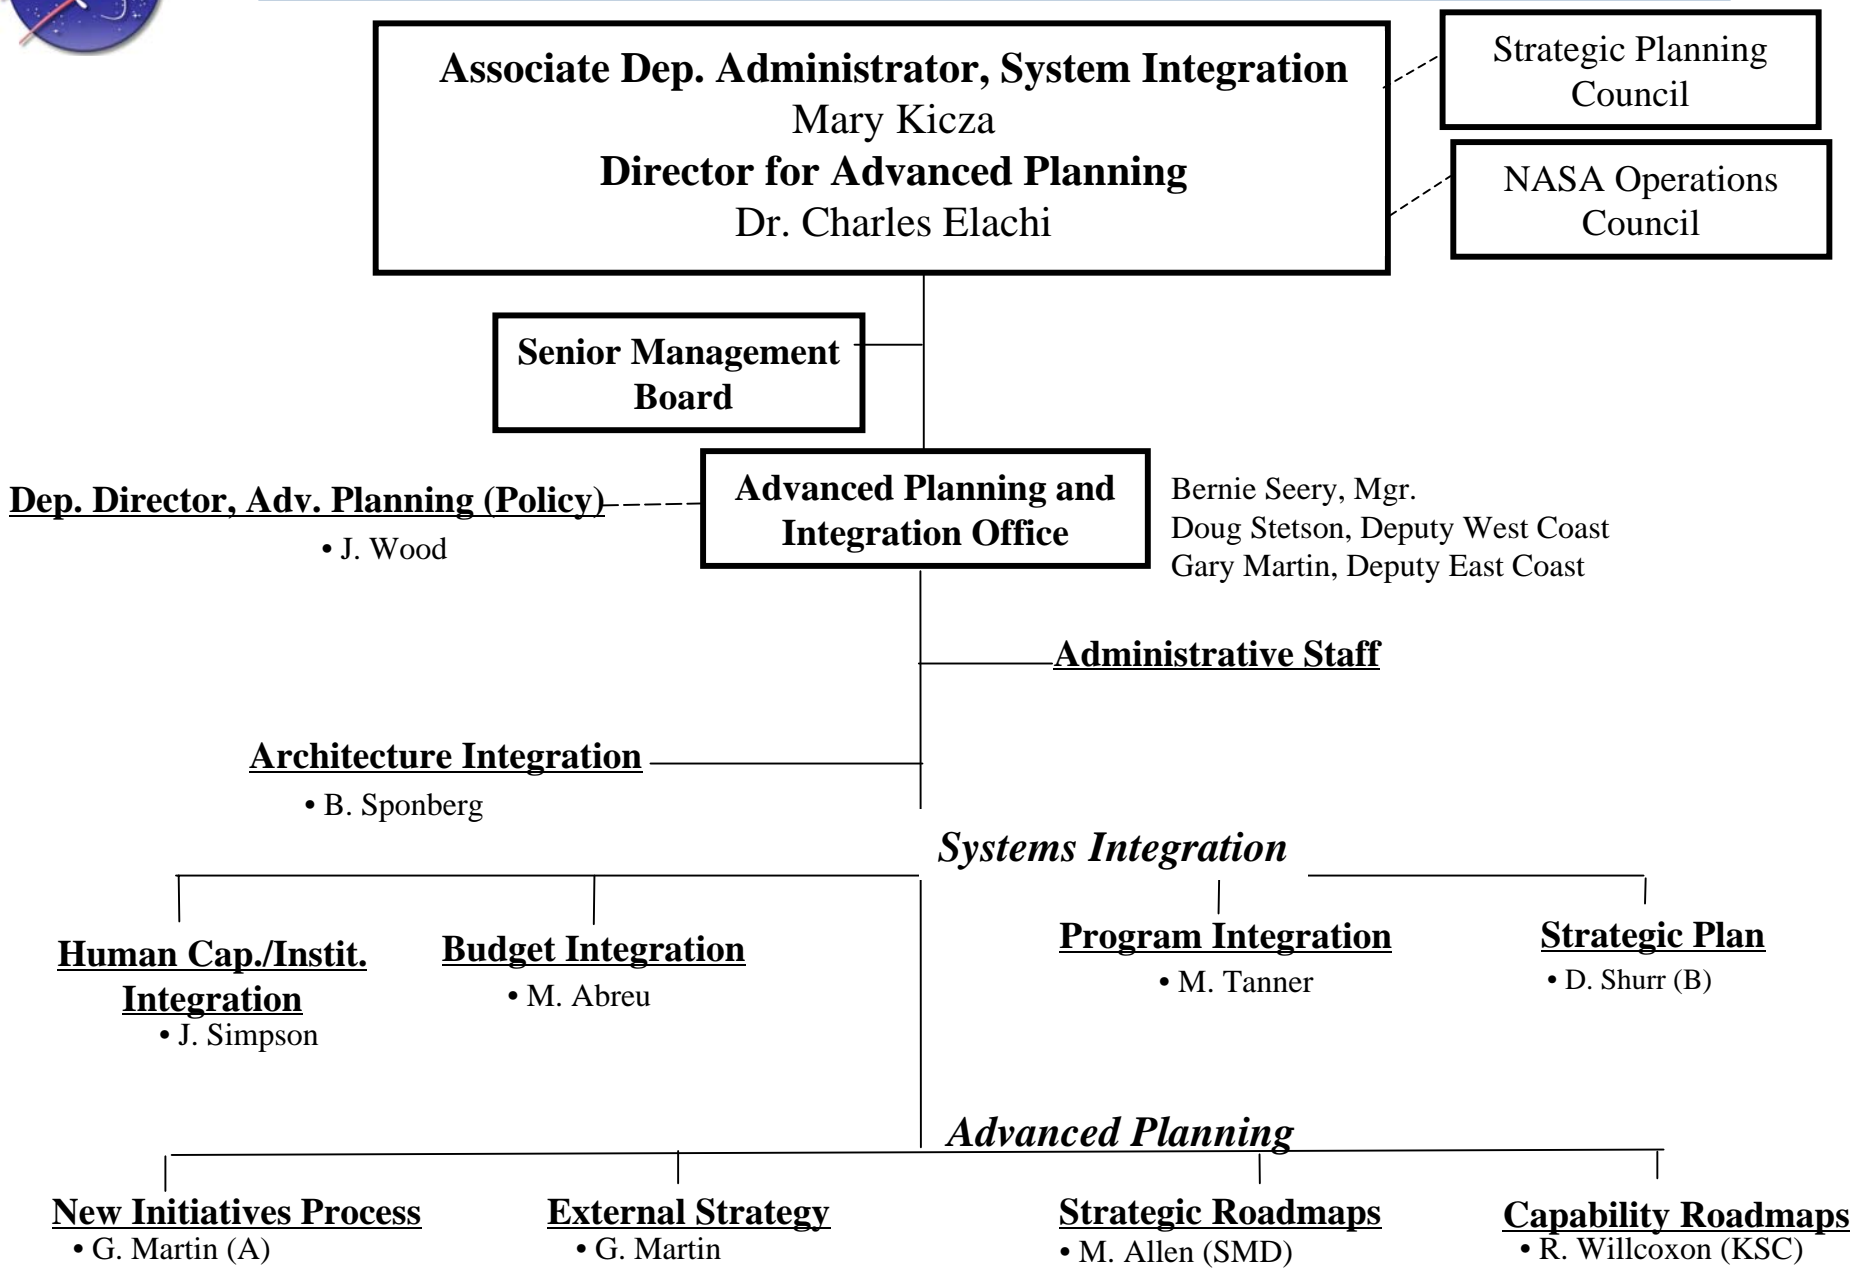 Associate Dep. Administrator, System Integration
Mary Kicza
Director for Advanced Planning
Dr. Charles Elachi
Strategic Planning
Council
NASA Operations
Council
Senior Management
Board
Dep. Director, Adv. Planning (Policy)
• J. Wood
Advanced Planning and
Integration Office
Bernie Seery, Mgr.
Doug Stetson, Deputy West Coast
Gary Martin, Deputy East Coast
Administrative Staff
Architecture Integration
• B. Sponberg
Systems Integration
Human Cap./Instit.
Integration
• J. Simpson
Budget Integration
• M. Abreu
Program Integration
• M. Tanner
Strategic Plan
• D. Shurr (B)
Advanced Planning
New Initiatives Process
• G. Martin (A)
External Strategy
• G. Martin
Strategic Roadmaps
• M. Allen (SMD)
Capability Roadmaps
• R. Willcoxon (KSC)